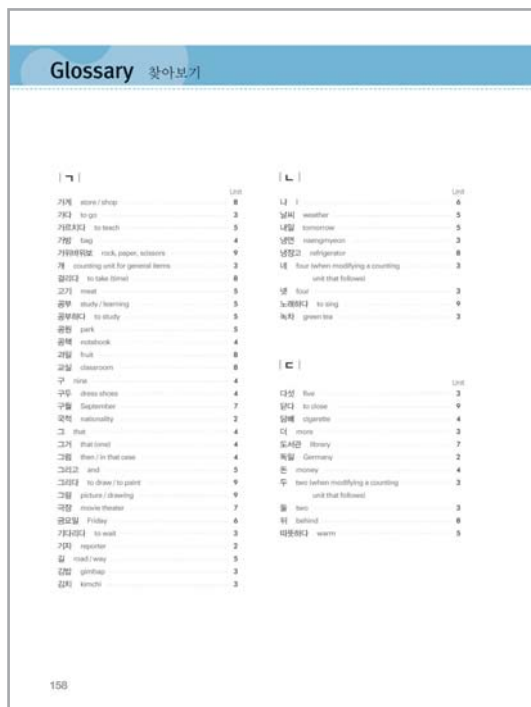 Glossary 찾아보기
| ㄱ |
Unit
가게 store / shop 8
가다 to go 3
가르치다 to teach 5
가방 bag 4
가위바위보 rock, paper, scissors 9
개 counting unit for general items 3
걸리다 to take (time) 8
고기 meat 5
공부 study / learning 5
공부하다 to study 5
공원 park 5
공책 notebook 4
과일 fruit 8
교실 classroom 8
구 nine 4
구두 dress shoes 4
구월 September 7
국적 nationality 2
그 that 4
그거 that (one) 4
그럼 then / in that case 4
그리고 and 5
그리다 to draw / to paint 9
그림 picture / drawing 9
극장 movie theater 7
금요일 Friday 6
기다리다 to wait 3
기자 reporter 2
길 road / way 5
김밥 gimbap 3
김치 kimchi 3
| ㄴ |
Unit
나 I 6
날씨 weather 5
내일 tomorrow 5
냉면 naengmyeon 3
냉장고 refrigerator 8
네 four (when modifying a counting 3
unit that follows)
넷 four 3
노래하다 to sing 9
녹차 green tea 3
| ㄷ |
Unit
다섯 five 3
닫다 to close 9
담배 cigarette 4
더 more 3
도서관 library 7
독일 Germany 2
돈 money 4
두 two (when modifying a counting 3
unit that follows)
둘 two 3
뒤 behind 8
따뜻하다 warm 5
158